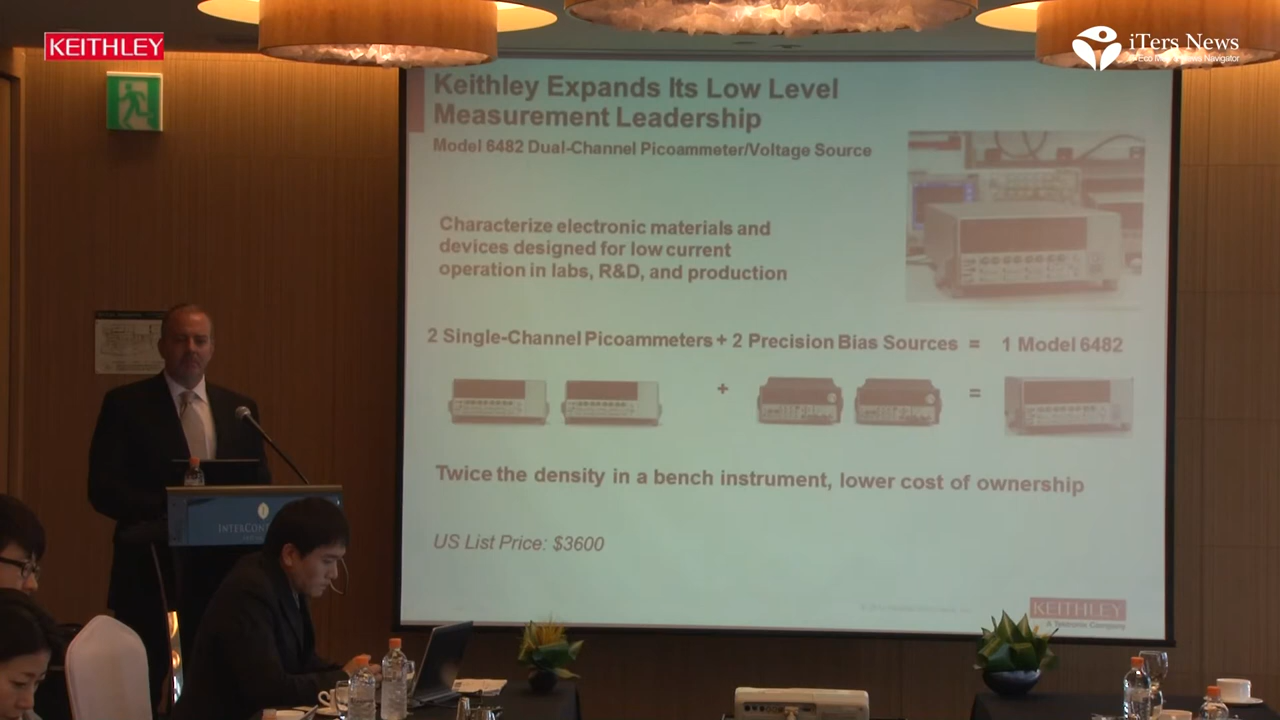 KEITHLEY
iTers News
Keithley Expands Its Low Level
Measurement Leadership
Model 6482 Dual-Channel Picoammeter/Voltage Source
Characterize electronic materials and
devices designed for low current
operation in labs, R&D, and production
2 Single-Channel Picoammeters + 2 Precision Bias Sources = 1 Model 6482
+ =
Twice the density in a bench instrument, lower cost of ownership
US List Price: $3600
KEITHLEY
A Tektronix Company